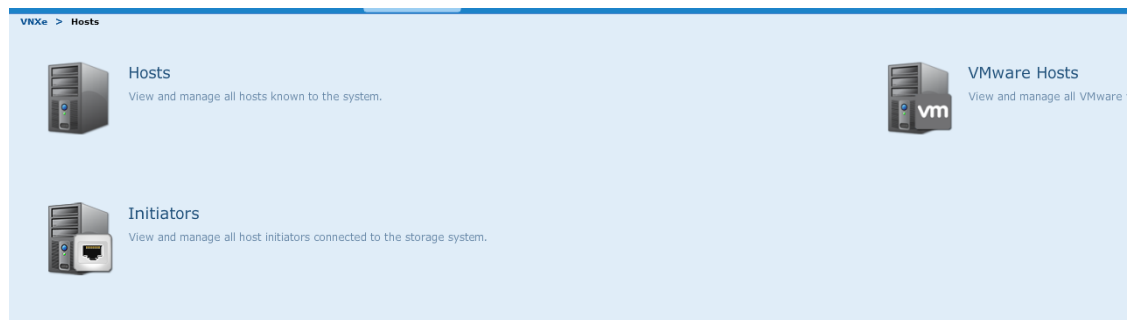 VNXe > Hosts
Hosts
View and manage all hosts known to the system.
VMware Hosts
View and manage all VMware
vm
Initiators
View and manage all host initiators connected to the storage system.